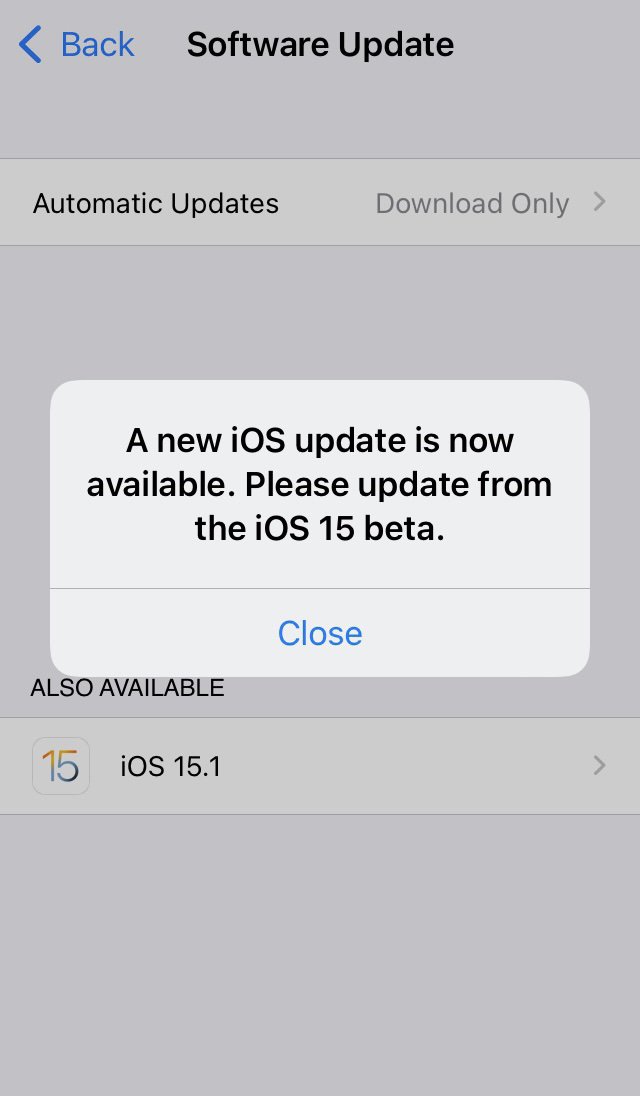 Back
Software Update
Automatic Updates
Download Only
A new iOS update is now
available. Please update from
the iOS 15 beta.
Close
ALSO AVAILABLE
15
iOS 15.1